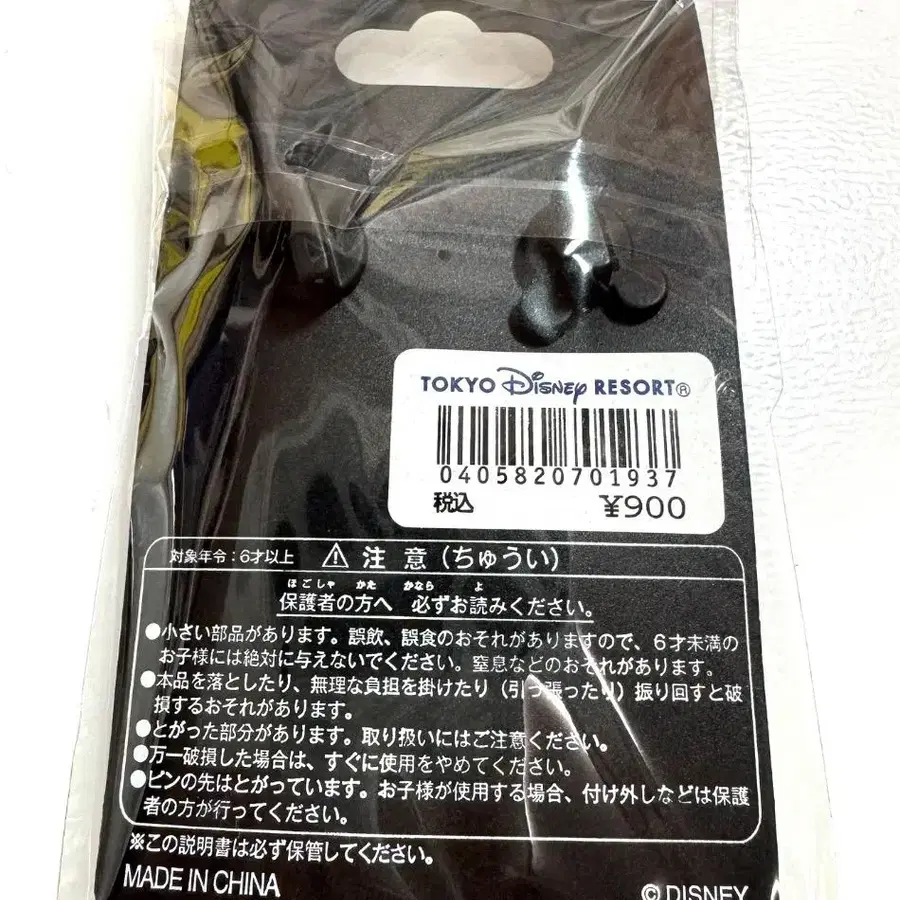 TOKYO Disney RESORT®
0405820701937
税込 ¥900
対象年令:6才以上 ⚠ 注意(ちゅうい)
ほごしゃ かた かなら よ
保護者の方へ 必ずお読みください。
●小さい部品があります。誤飲、誤食のおそれがありますので、6才未満の
お子様には絶対に与えないでください。窒息などのおそれがあります。
●本品を落としたり、無理な負担を掛けたり(引っ張ったり)振り回すと破
損するおそれがあります。
●とがった部分があります。取り扱いにはご注意ください。
●万一破損した場合は、すぐに使用をやめてください。
●ピンの先はとがっています。お子様が使用する場合、付け外しなどは保護
者の方が行ってください。
※この説明書は必ず保管してください。
MADE IN CHINA
© DISNEY